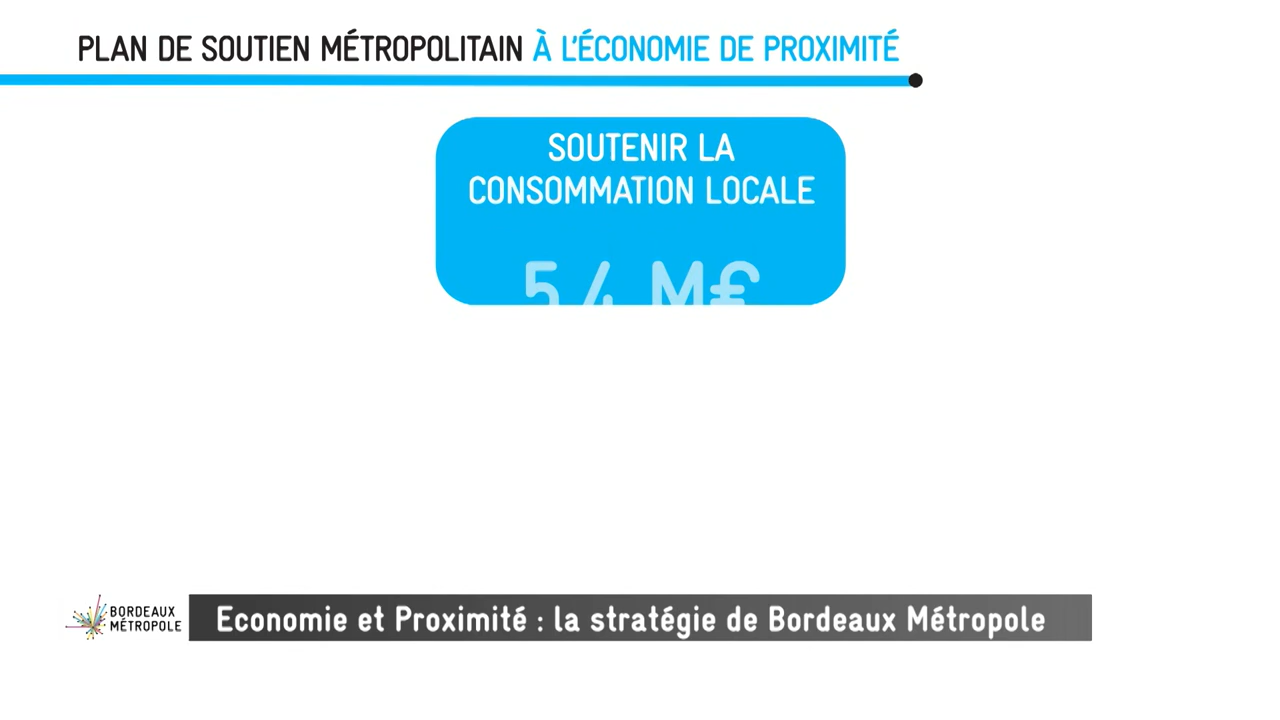 PLAN DE SOUTIEN MÉTROPOLITAIN À L'ÉCONOMIE DE PROXIMITÉ
SOUTENIR LA
CONSOMMATION LOCALE
M€
BORDEAUX
MÉTROPOLE
Economie et Proximité : la stratégie de Bordeaux Métropole